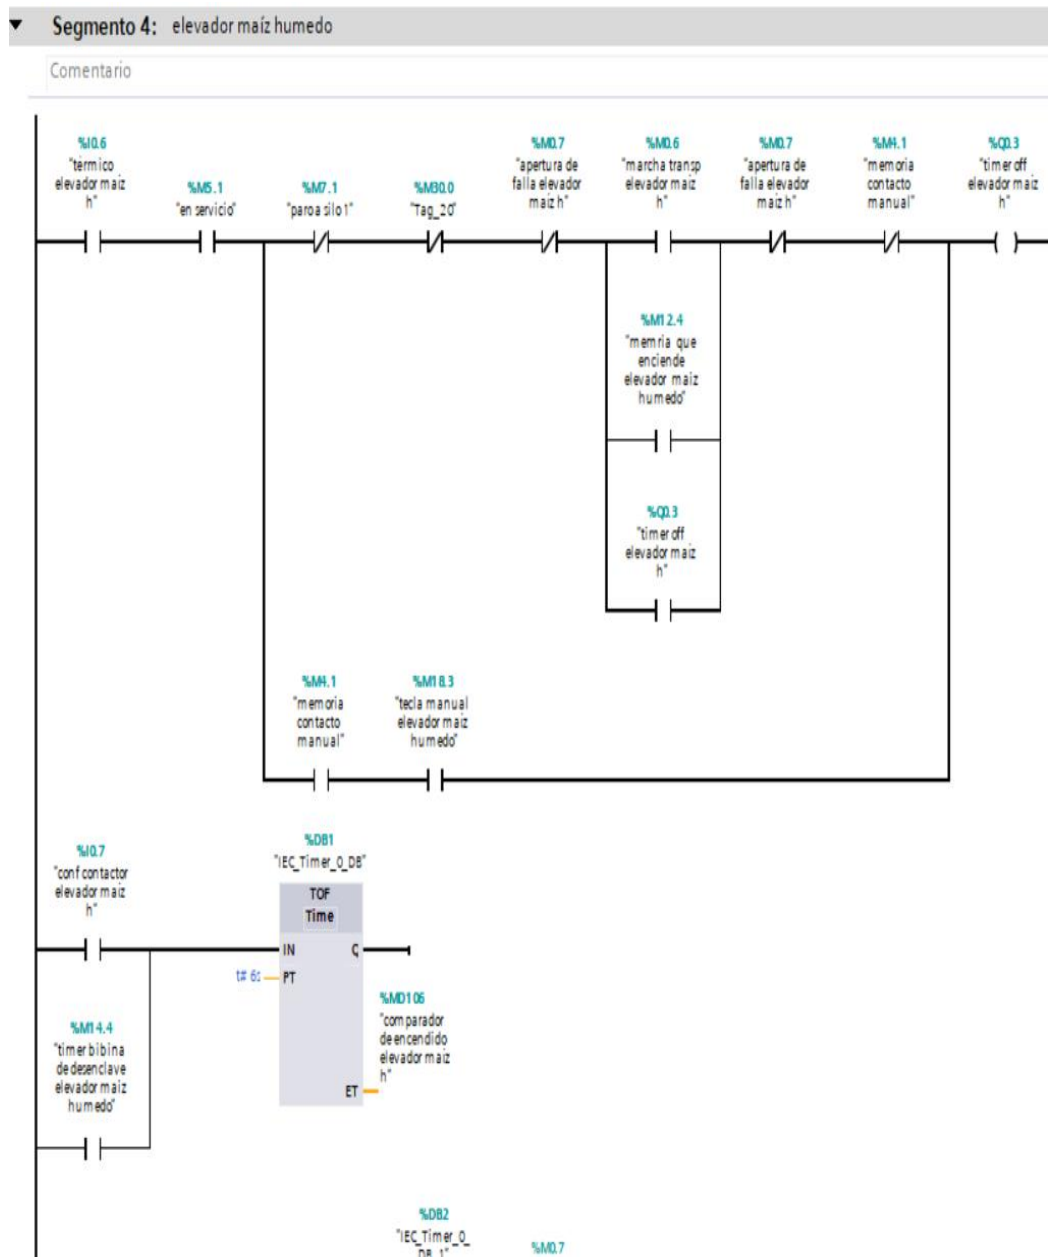 Segmento 4: elevador maíz humedo
Comentario
%I0.6
"térmico
elevador maiz
h"
%M5.1
"en servicio"
%M7.1
"paroa silo 1"
%M30.0
"Tag_20"
%M0.7
"apertura de
falla elevador
maiz h"
%M0.6
"marcha transp
elevador maiz
h"
%M0.7
"apertura de
falla elevador
maiz h"
%M4.1
"memoria
contacto
manual"
%Q0.3
"timer off
elevador maiz
h"
%M12.4
"memria que
enciende
elevador maiz
humedo"
%Q0.3
"timer off
elevador maiz
h"
%M4.1
"memoria
contacto
manual"
%M18.3
"tecla manual
elevador maiz
humedo"
%I0.7
"conf contactor
elevador maiz
h"
%DB1
"IEC_Timer_0_DB"
TOF
Time
IN
Q
t# 6s
PT
%MD106
"comparador
de encendido
elevador maiz
h"
ET
%M14.4
"timer bibina
de desenclave
elevador maiz
humedo"
%DB2
"IEC_Timer_0_
DB_1"
%M0.7